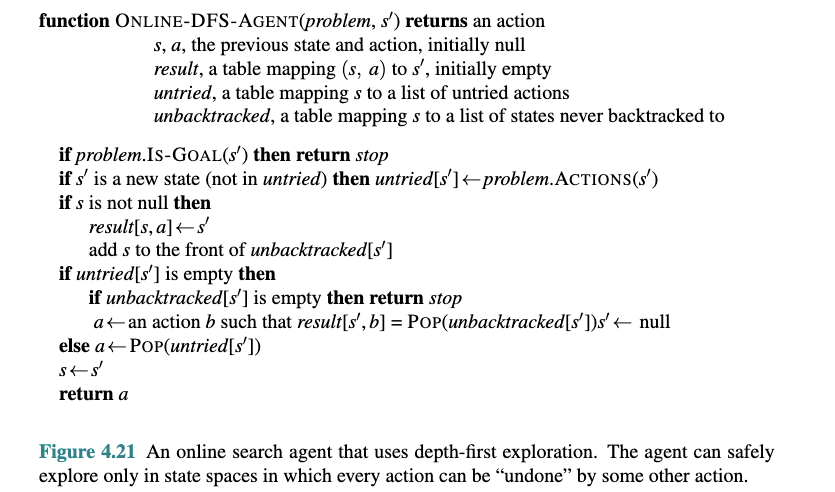 function ONLINE-DFS-AGENT(problem, s′) returns an action
s, a, the previous state and action, initially null
result, a table mapping (s, a) to s′, initially empty
untried, a table mapping s to a list of untried actions
unbacktracked, a table mapping s to a list of states never backtracked to
if problem.IS-GOAL(s′) then return stop
if s′ is a new state (not in untried) then untried[s′]←problem.ACTIONS(s′)
if s is not null then
result[s, a]←s′
add s to the front of unbacktracked[s′]
if untried[s′] is empty then
if unbacktracked[s′] is empty then return stop
a←an action b such that result[s′, b] = POP(unbacktracked[s′])s′← null
else a←POP(untried[s′])
s←s′
return a
Figure 4.21 An online search agent that uses depth-first exploration. The agent can safely
explore only in state spaces in which every action can be “undone” by some other action.